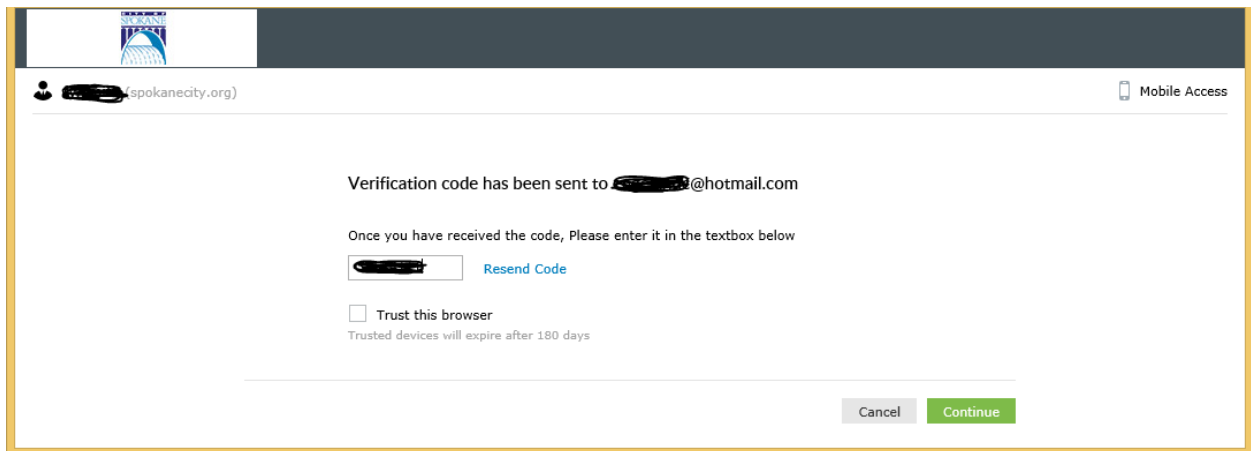 CITY OF
SPOKANE
(spokanecity.org)
Mobile Access
Verification code has been sent to @hotmail.com
Once you have received the code, Please enter it in the textbox below
Resend Code
Trust this browser
Trusted devices will expire after 180 days
Cancel
Continue